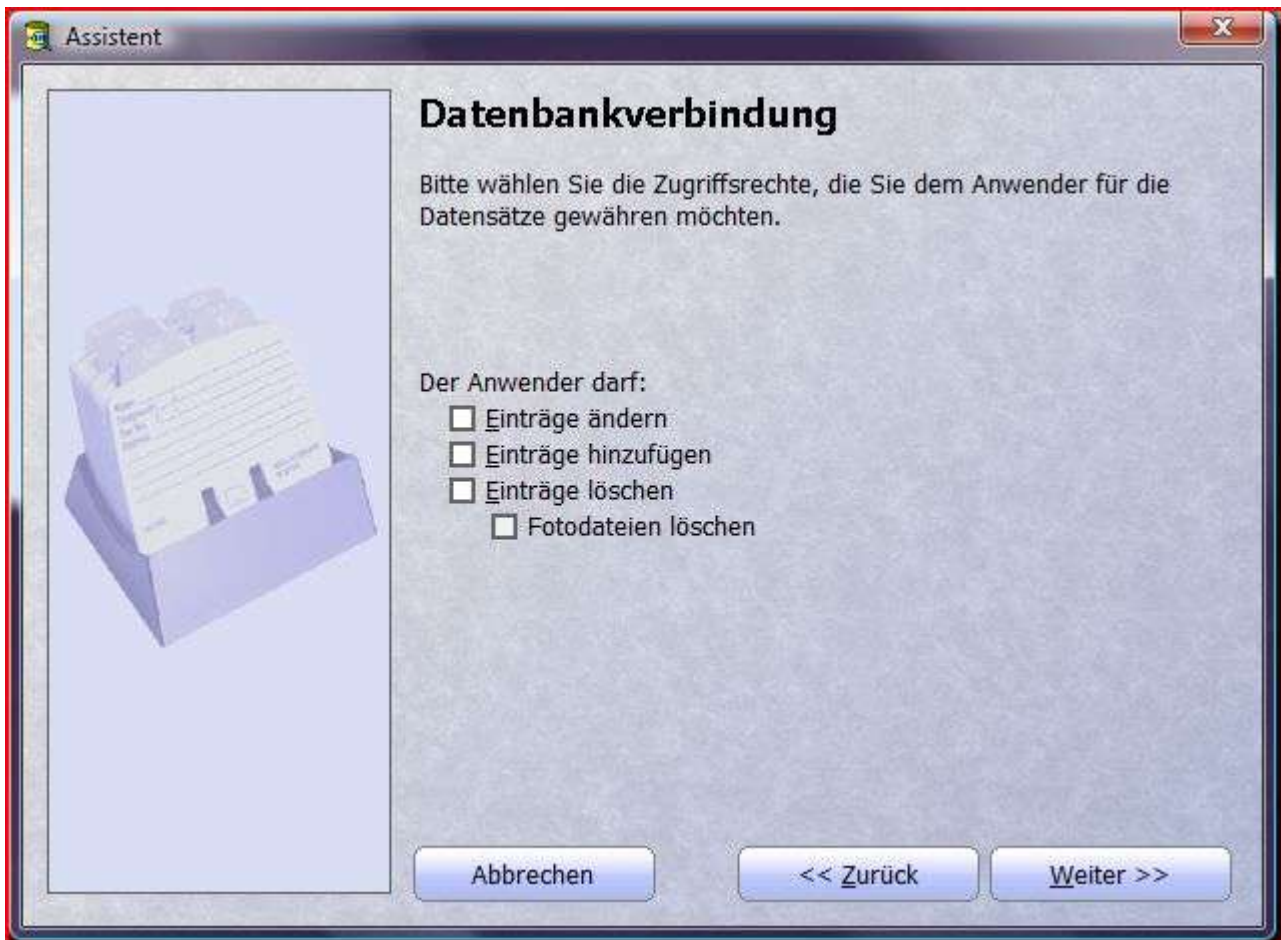 Assistent
Datenbankverbindung
Bitte wählen Sie die Zugriffsrechte, die Sie dem Anwender für die
Datensätze gewähren möchten.
Der Anwender darf:
Einträge ändern
Einträge hinzufügen
Einträge löschen
Fotodateien löschen
Abbrechen
<< Zurück
Weiter >>